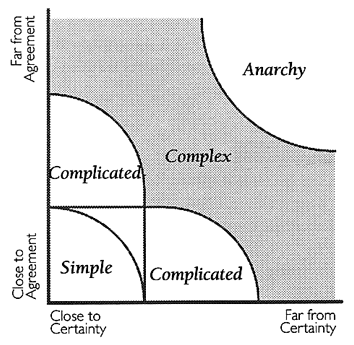 Far from
Agreement
Anarchy
Complex
Complicated
Simple
Complicated
Close to
Agreement
Close to
Certainty
Far from
Certainty